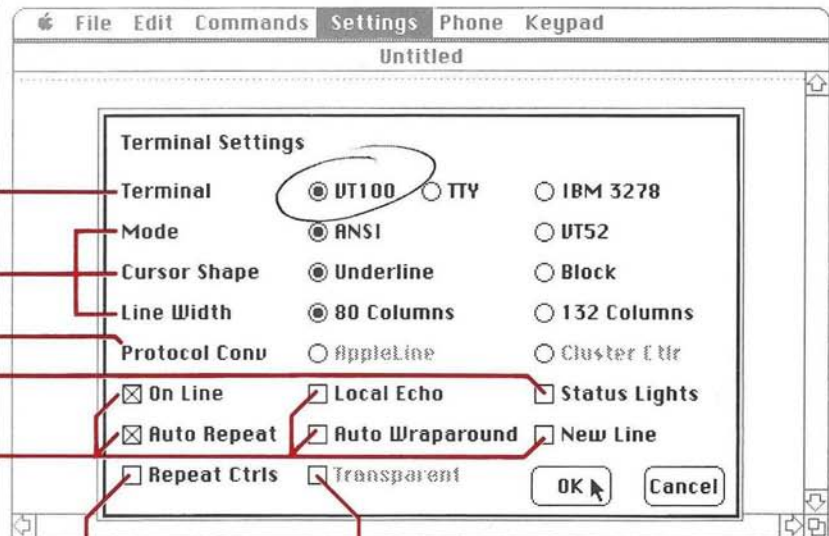 File Edit Commands Settings Phone Keypad
Untitled
Terminal Settings
Terminal VT100 TTY IBM 3278
Mode ANSI VT52
Cursor Shape Underline Block
Line Width 80 Columns 132 Columns
Protocol Conv AppleLine Cluster Ctlr
On Line Local Echo Status Lights
Auto Repeat Auto Wraparound New Line
Repeat Ctrls Transparent OK Cancel